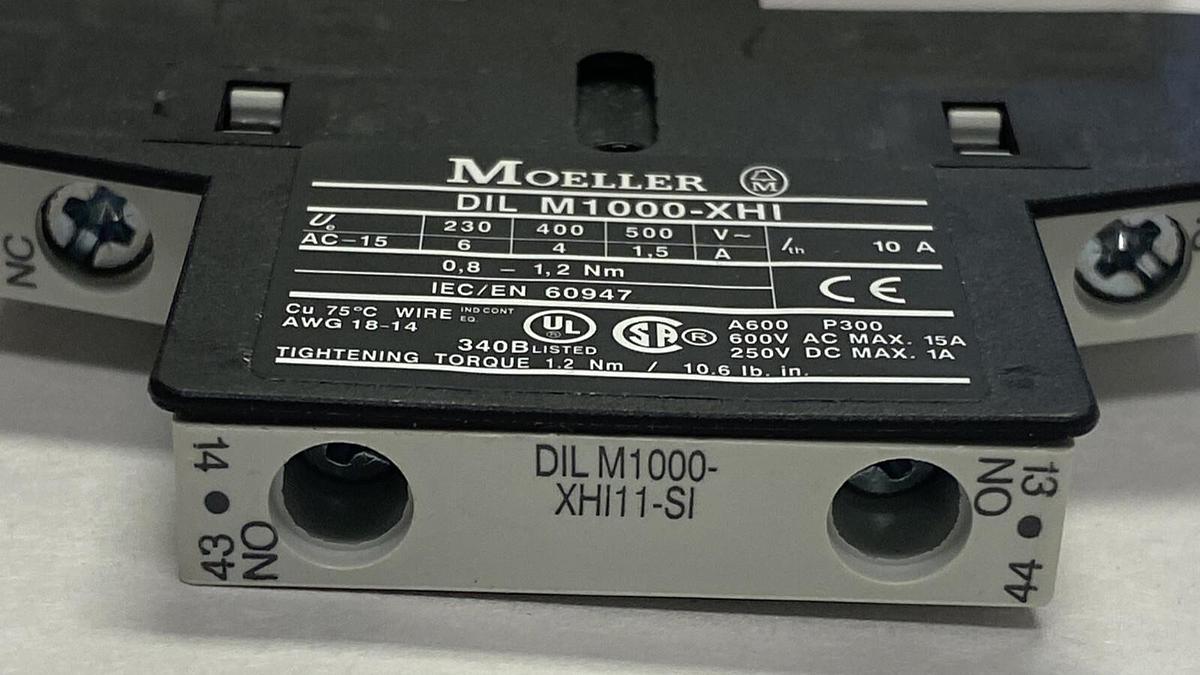 MOELLER AM
DIL M1000-XHI
Ue 230 400 500 V~ Ith 10 A
AC-15 6 4 1,5 A
0,8 - 1,2 Nm
IEC/EN 60947
CE
Cu 75°C WIRE IND CONT EQ.
AWG 18-14
340B UL LISTED
SA ®
A600 P300
600V AC MAX. 15A
250V DC MAX. 1A
TIGHTENING TORQUE 1.2 Nm / 10.6 lb. in.
NC
14
43 NO
DIL M1000-
XHI11-SI
13 NO
44